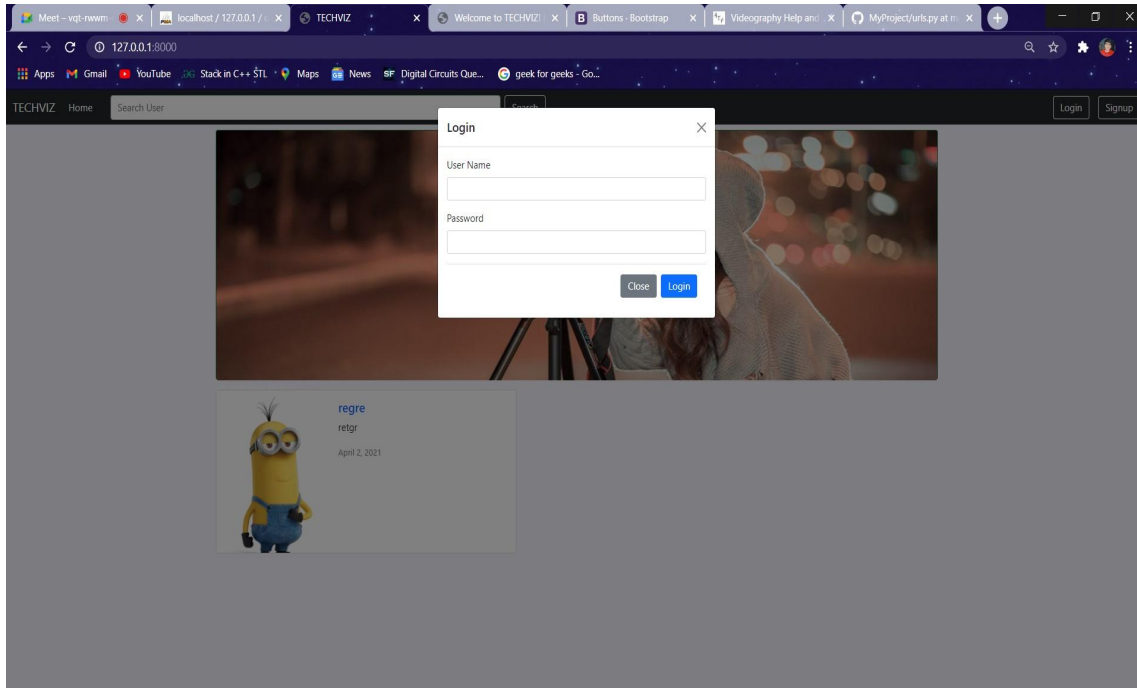 Meet – vqt-rwwm
localhost / 127.0.0.1 /
TECHVIZ
Welcome to TECHVIZ!
Buttons · Bootstrap
Videography Help and
MyProject/urls.py at m
127.0.0.1:8000
Apps Gmail YouTube Stack in C++ STL Maps News SF Digital Circuits Que... geek for geeks - Go...
TECHVIZ Home Search User Search Login Signup
Login
User Name
Password
Close Login
regre
retgr
April 2, 2021